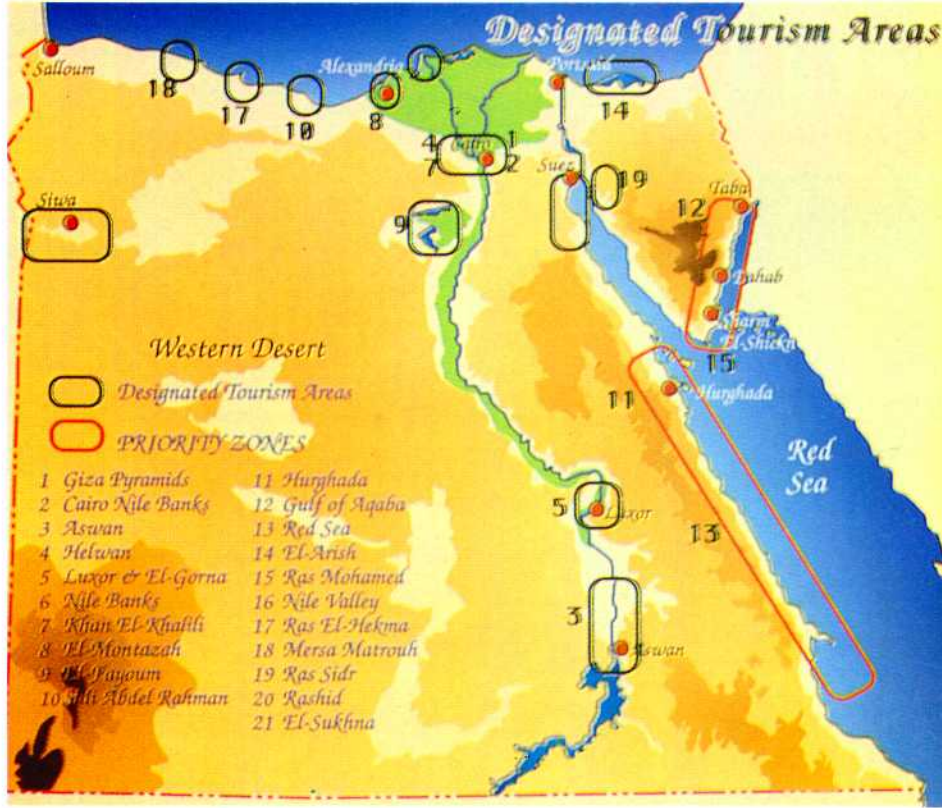 Designated Tourism Areas
Salloum
Alexandria
Portsaid
18
17
10
8
14
4
Cairo
1
7
2
Suez
19
Siwa
9
12
Taba
Dahab
Sharm
El-Shiekn
15
Western Desert
11
Hurghada
Designated Tourism Areas
PRIORITY ZONES
Red
Sea
1 Giza Pyramids
2 Cairo Nile Banks
3 Aswan
4 Helwan
5 Luxor & El-Gorna
6 Nile Banks
7 Khan El-Khalili
8 El-Montazah
9 El-Fayoum
10 Sidi Abdel Rahman
11 Hurghada
12 Gulf of Aqaba
13 Red Sea
14 El-Arish
15 Ras Mohamed
16 Nile Valley
17 Ras El-Hekma
18 Mersa Matrouh
19 Ras Sidr
20 Rashid
21 El-Sukhna
5
Luxor
13
3
Aswan